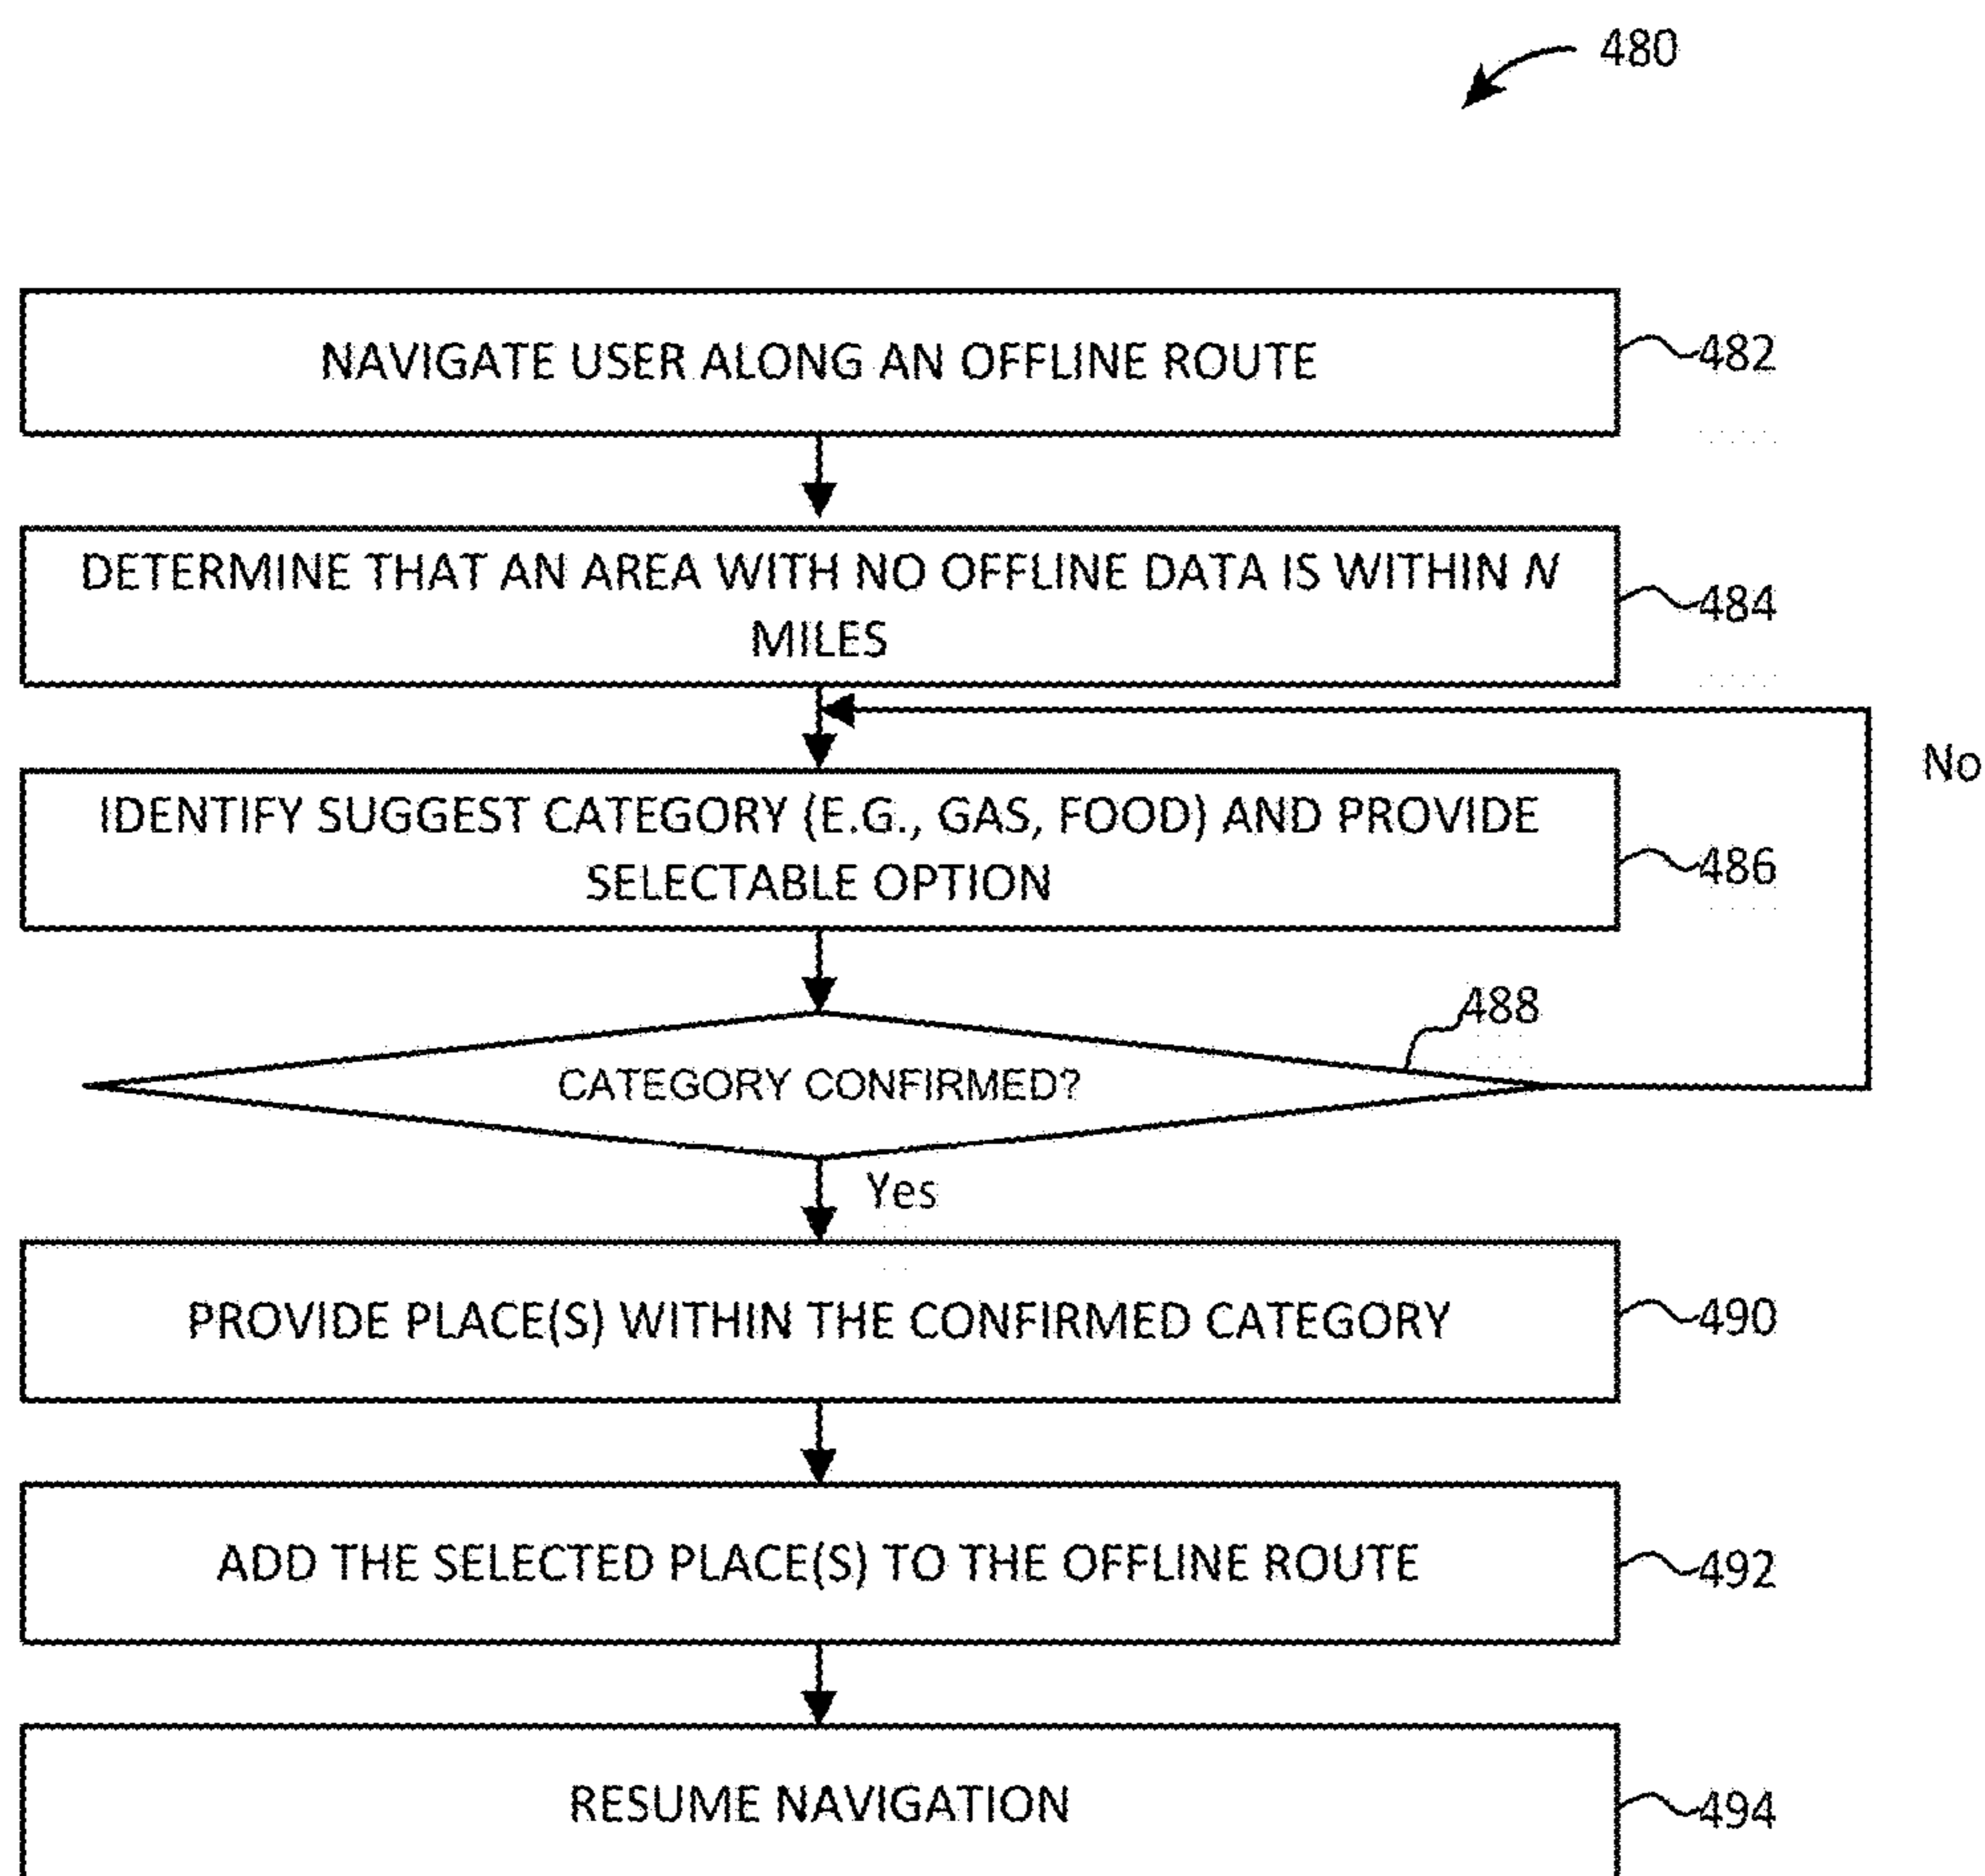 480
NAVIGATE USER ALONG AN OFFLINE ROUTE
482
DETERMINE THAT AN AREA WITH NO OFFLINE DATA IS WITHIN N
MILES
484
No
IDENTIFY SUGGEST CATEGORY (E.G., GAS, FOOD) AND PROVIDE
SELECTABLE OPTION
486
488
CATEGORY CONFIRMED?
Yes
PROVIDE PLACE(S) WITHIN THE CONFIRMED CATEGORY
490
ADD THE SELECTED PLACE(S) TO THE OFFLINE ROUTE
492
RESUME NAVIGATION
494